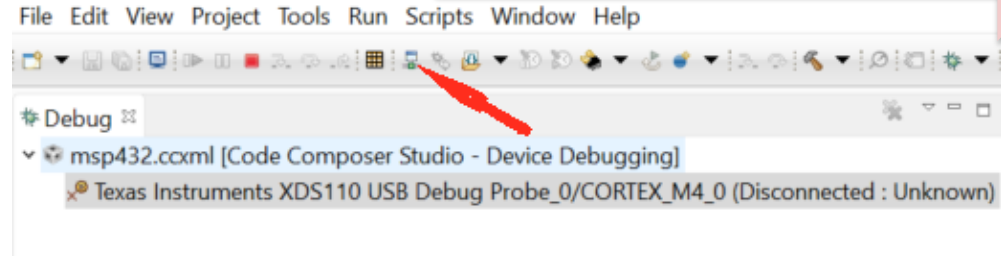 File Edit View Project Tools Run Scripts Window Help
Debug
msp432.ccxml [Code Composer Studio - Device Debugging]
Texas Instruments XDS110 USB Debug Probe_0/CORTEX_M4_0 (Disconnected : Unknown)